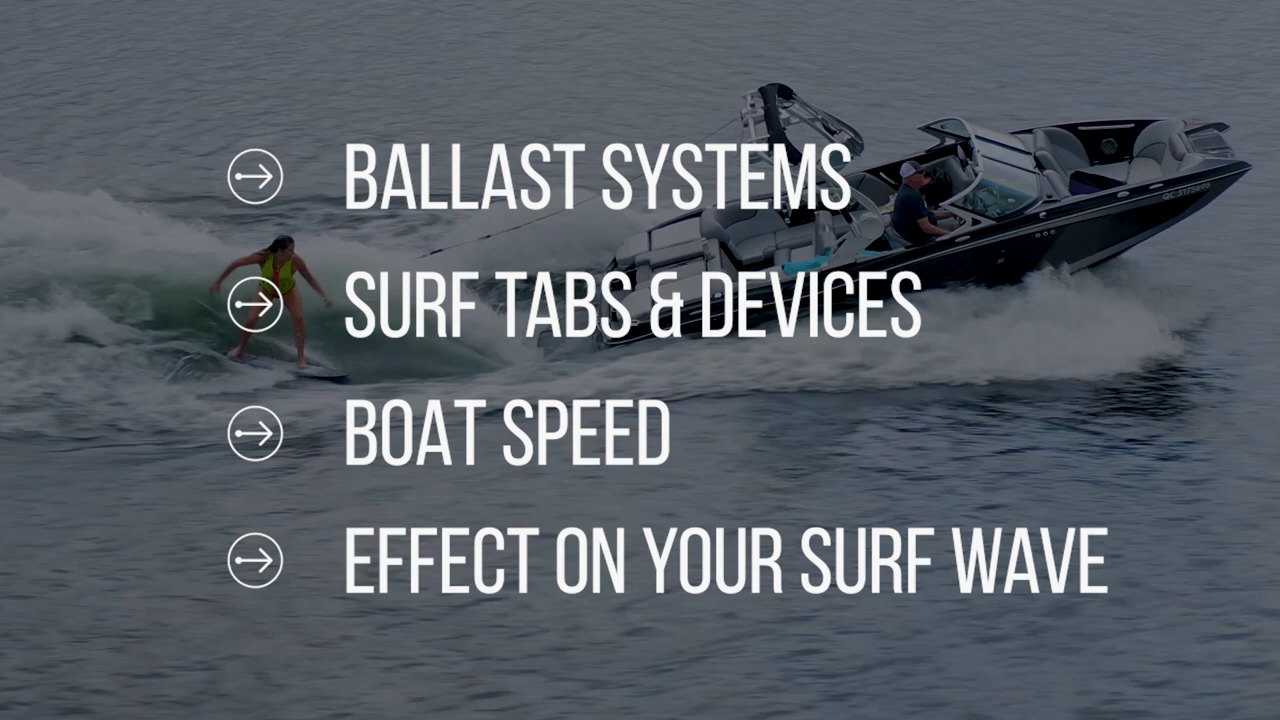 BALLAST SYSTEMS
SURF TABS & DEVICES
BOAT SPEED
EFFECT ON YOUR SURF WAVE